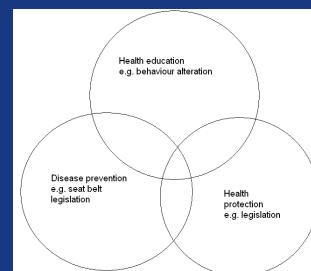 Health education
e.g. behaviour alteration
Disease prevention
e.g. seat belt
legislation
Health
protection
e.g. legislation